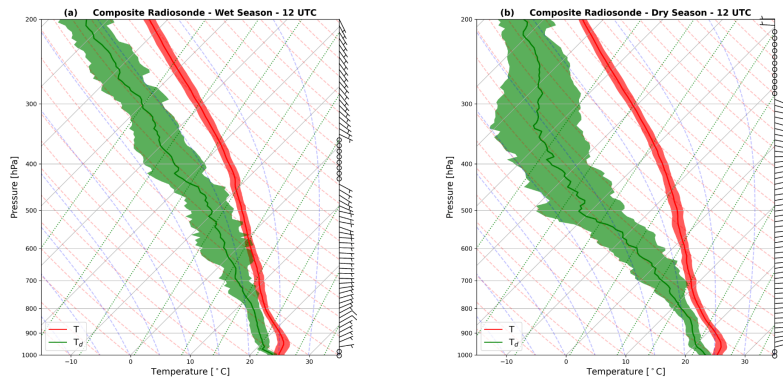 (a) Composite Radiosonde - Wet Season - 12 UTC
200
300
400
500
600
700
800
900
1000
Pressure [hPa]
T
T_d
−10 0 10 20 30
Temperature [°C]
(b) Composite Radiosonde - Dry Season - 12 UTC
200
300
400
500
600
700
800
900
1000
Pressure [hPa]
T
T_d
−10 0 10 20 30
Temperature [°C]